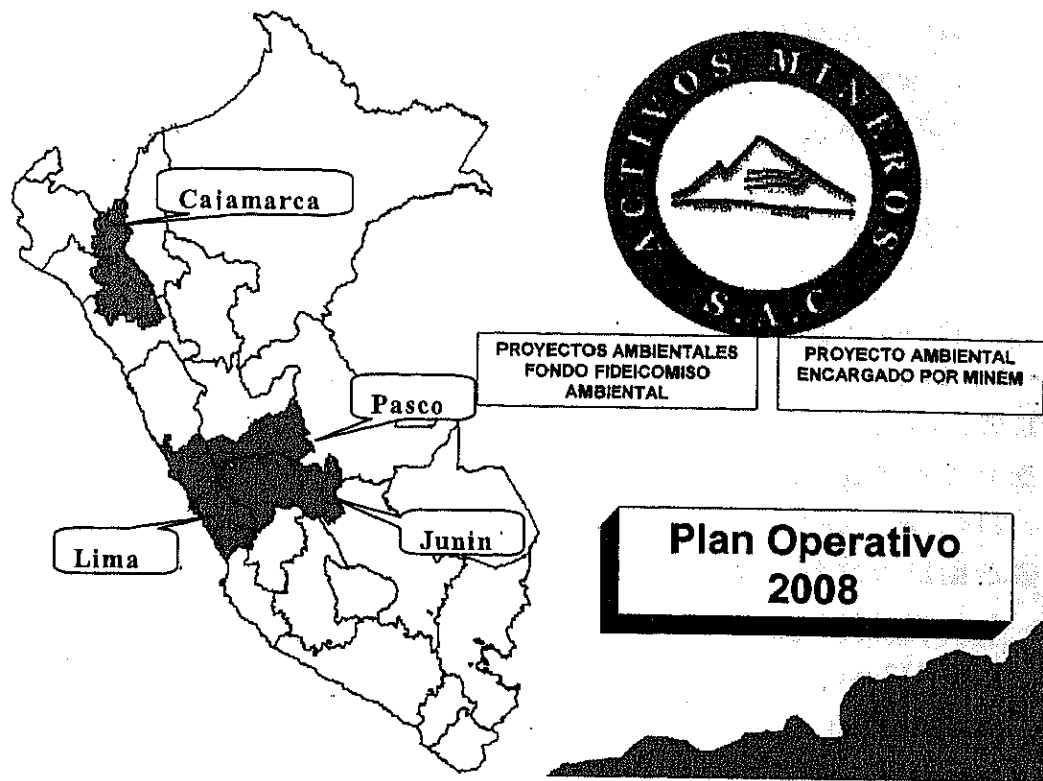 ACTIVOS MINEROS
S.A.C
Cajamarca
PROYECTOS AMBIENTALES
FONDO FIDEICOMISO
AMBIENTAL
PROYECTO AMBIENTAL
ENCARGADO POR MINEM
Pasco
Lima
Junin
Plan Operativo
2008